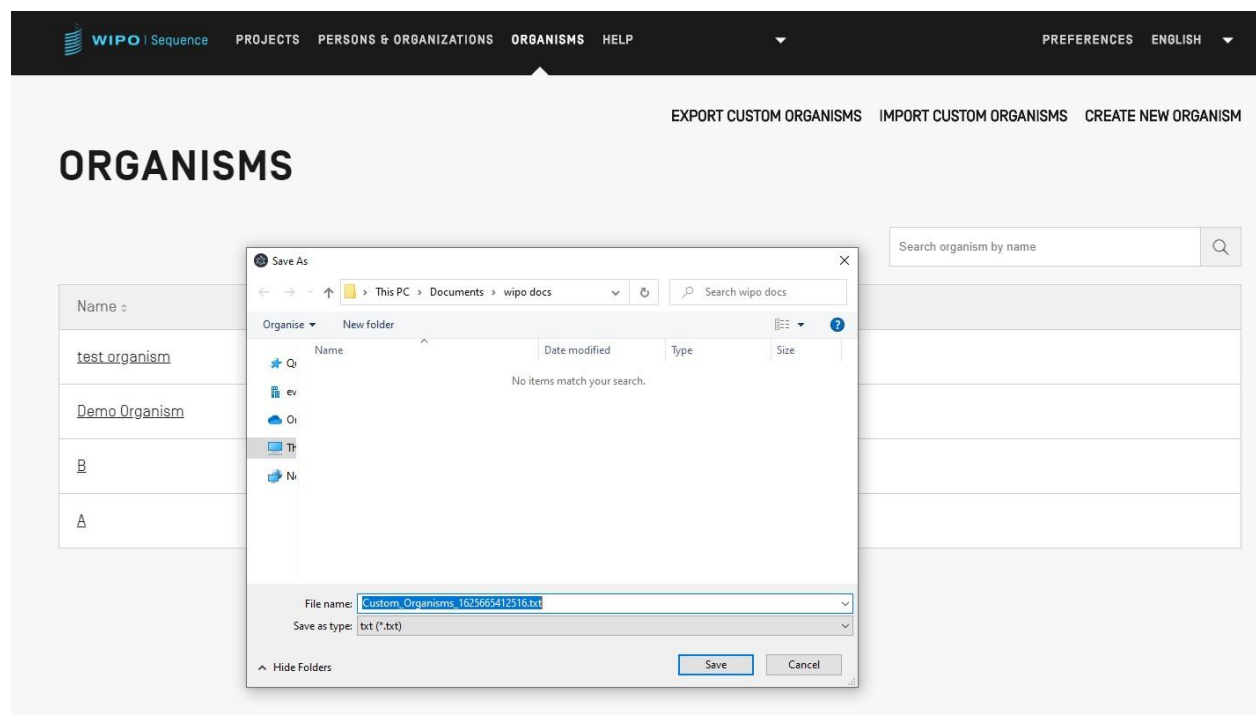 WIPO | Sequence PROJECTS PERSONS & ORGANIZATIONS ORGANISMS HELP PREFERENCES ENGLISH
EXPORT CUSTOM ORGANISMS IMPORT CUSTOM ORGANISMS CREATE NEW ORGANISM
ORGANISMS
Search organism by name
Name
test organism
Demo Organism
B
A
Save As
This PC > Documents > wipo docs
Search wipo docs
Organise New folder
Name Date modified Type Size
No items match your search.
File name: Custom_Organisms_1625665412516.txt
Save as type: txt (*.txt)
Hide Folders Save Cancel